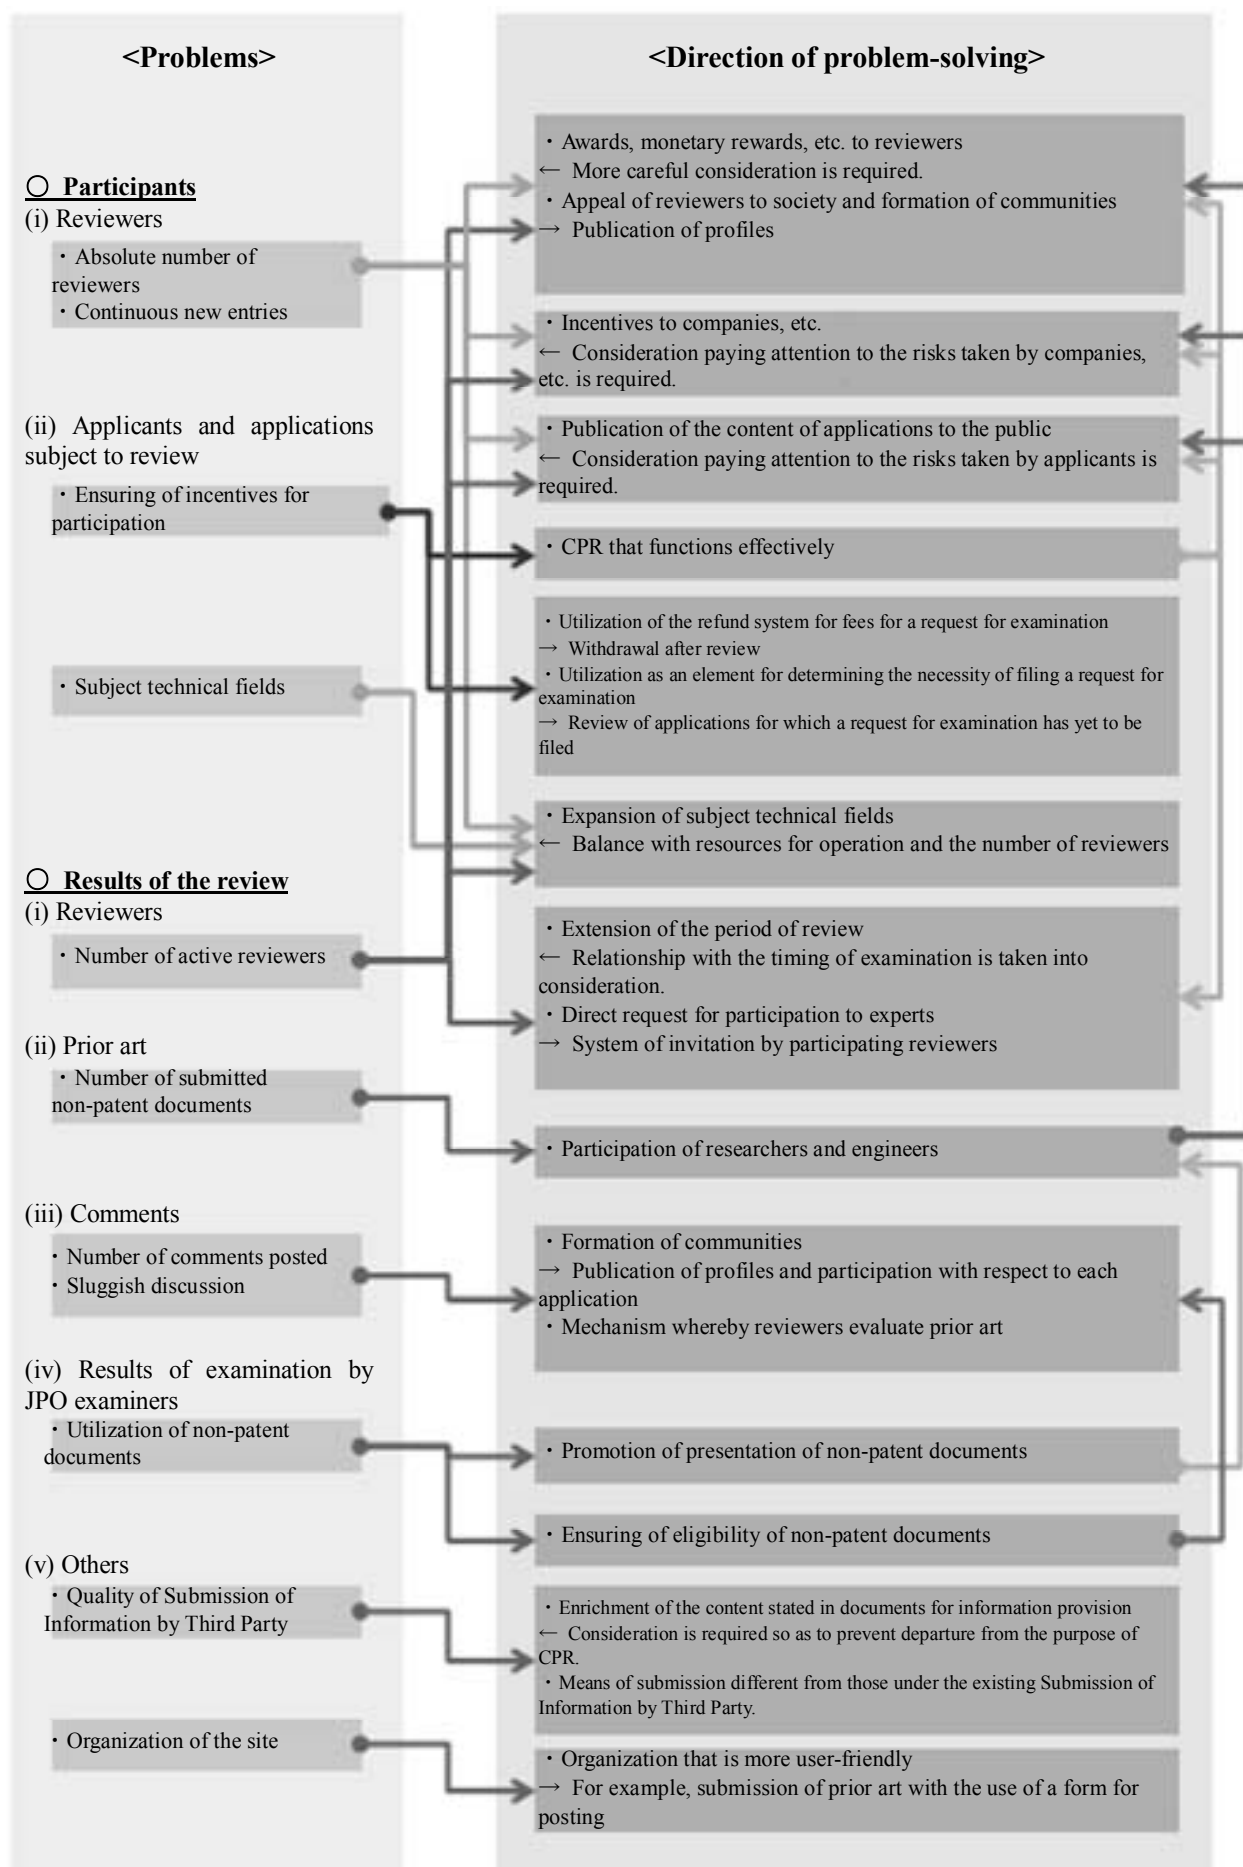 <Problems>
○ Participants
(i) Reviewers
・Absolute number of
reviewers
・Continuous new entries
(ii) Applicants and applications
subject to review
・Ensuring of incentives for
participation
・Subject technical fields
○ Results of the review
(i) Reviewers
・Number of active reviewers
(ii) Prior art
・Number of submitted
non-patent documents
(iii) Comments
・Number of comments posted
・Sluggish discussion
(iv) Results of examination by
JPO examiners
・Utilization of non-patent
documents
(v) Others
・Quality of Submission of
Information by Third Party
・Organization of the site
<Direction of problem-solving>
・Awards, monetary rewards, etc. to reviewers
← More careful consideration is required.
・Appeal of reviewers to society and formation of communities
→ Publication of profiles
・Incentives to companies, etc.
← Consideration paying attention to the risks taken by companies,
etc. is required.
・Publication of the content of applications to the public
← Consideration paying attention to the risks taken by applicants is
required.
・CPR that functions effectively
・Utilization of the refund system for fees for a request for examination
→ Withdrawal after review
・Utilization as an element for determining the necessity of filing a request for
examination
→ Review of applications for which a request for examination has yet to be
filed
・Expansion of subject technical fields
← Balance with resources for operation and the number of reviewers
・Extension of the period of review
← Relationship with the timing of examination is taken into
consideration.
・Direct request for participation to experts
→ System of invitation by participating reviewers
・Participation of researchers and engineers
・Formation of communities
→ Publication of profiles and participation with respect to each
application
・Mechanism whereby reviewers evaluate prior art
・Promotion of presentation of non-patent documents
・Ensuring of eligibility of non-patent documents
・Enrichment of the content stated in documents for information provision
← Consideration is required so as to prevent departure from the purpose of
CPR.
・Means of submission different from those under the existing Submission of
Information by Third Party.
・Organization that is more user-friendly
→ For example, submission of prior art with the use of a form for
posting